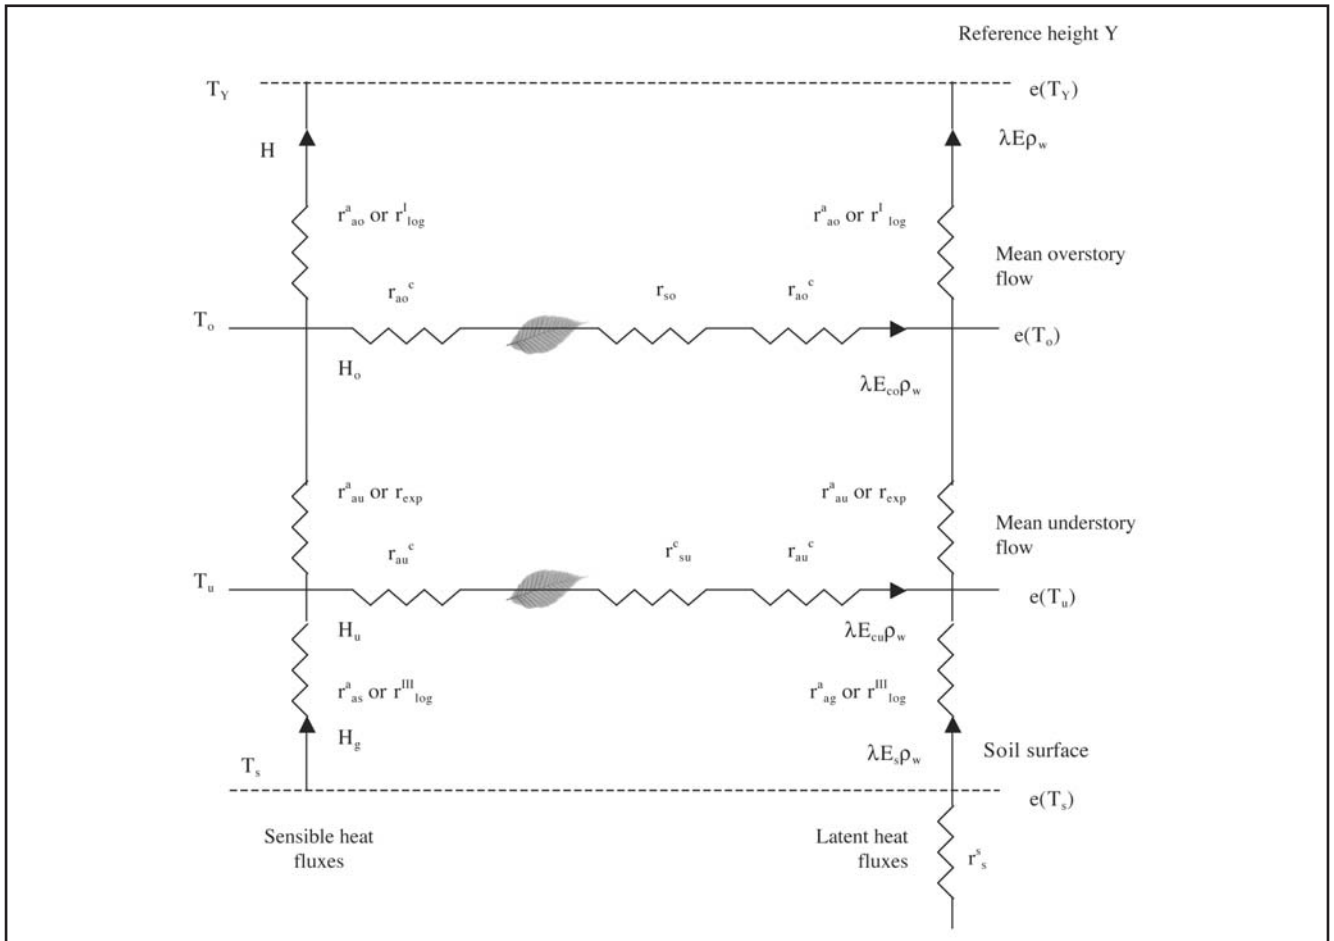 Reference height Y
T_Y
e(T_Y)
H
λEρ_w
r^a_ao or r^I_log
r^a_ao or r^I_log
Mean overstory
flow
r_ao^c
r_so
r_ao^c
T_o
e(T_o)
H_o
λE_coρ_w
r^a_au or r_exp
r^a_au or r_exp
Mean understory
flow
r_au^c
r^c_su
r_au^c
T_u
e(T_u)
H_u
λE_cuρ_w
r^a_as or r^III_log
r^a_ag or r^III_log
H_g
λE_sρ_w
Soil surface
T_s
e(T_s)
Sensible heat
fluxes
Latent heat
fluxes
r^s_s